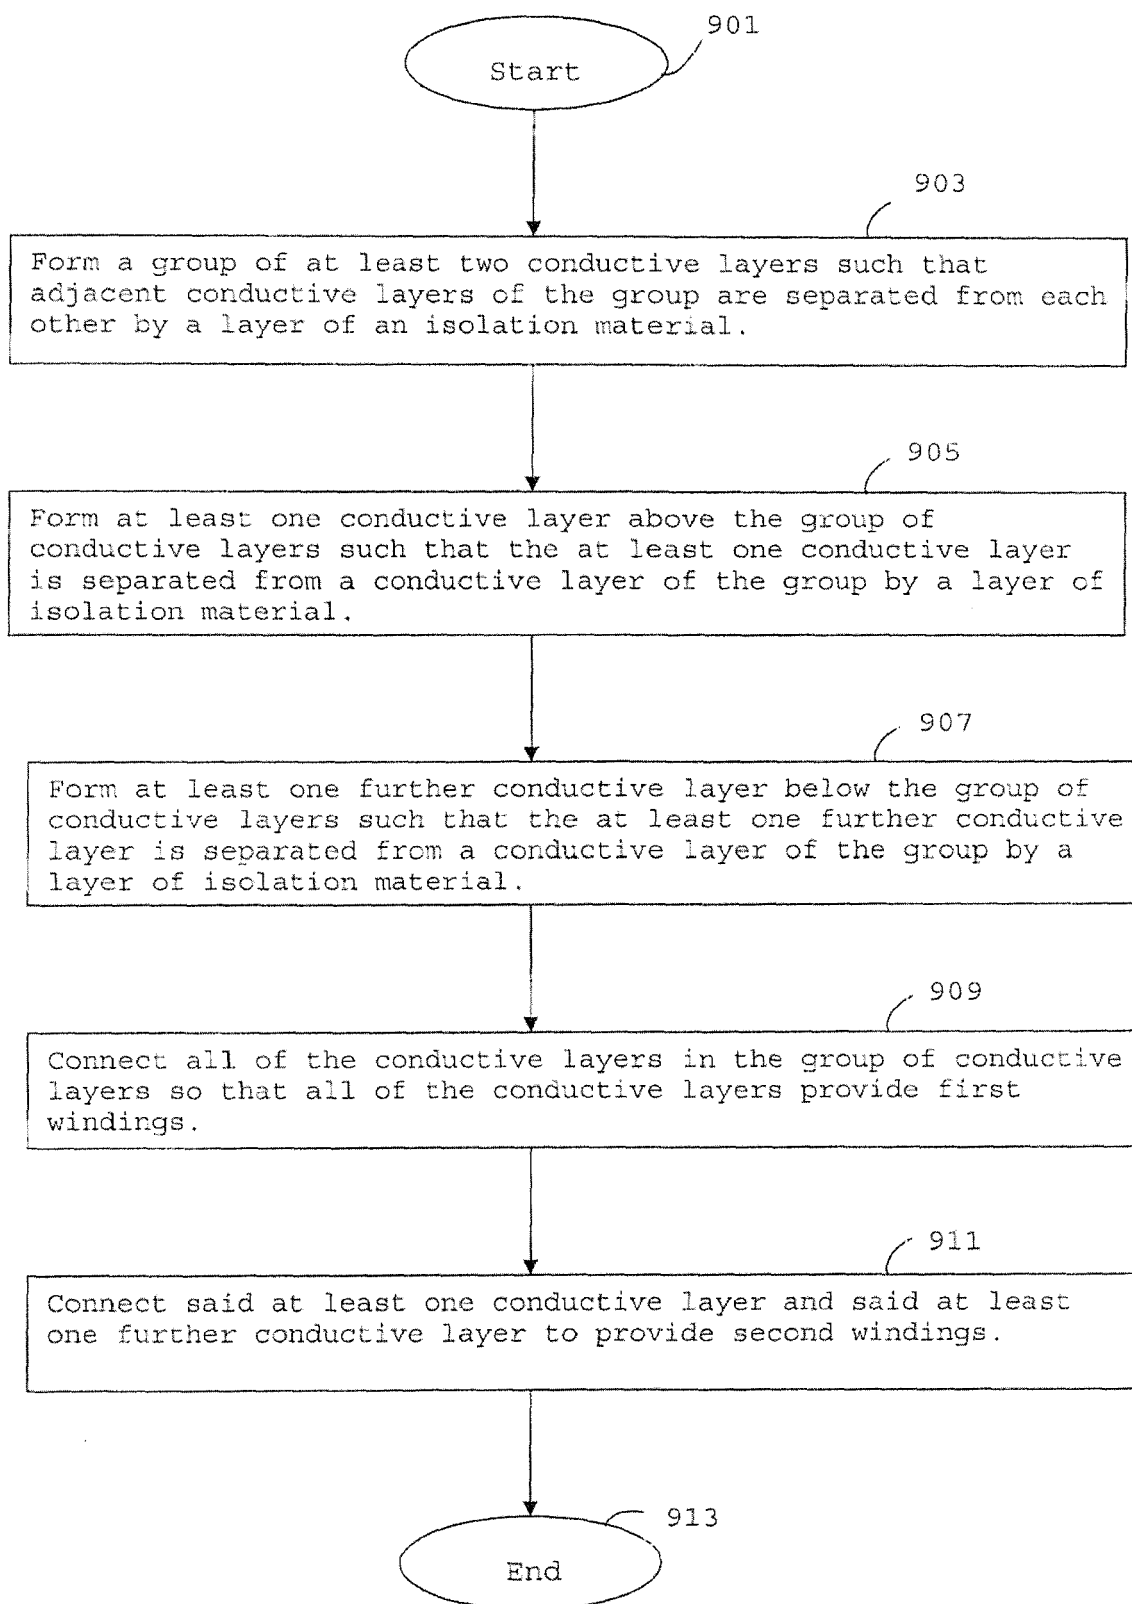 901
Start
903
Form a group of at least two conductive layers such that
adjacent conductive layers of the group are separated from each
other by a layer of an isolation material.
905
Form at least one conductive layer above the group of
conductive layers such that the at least one conductive layer
is separated from a conductive layer of the group by a layer of
isolation material.
907
Form at least one further conductive layer below the group of
conductive layers such that the at least one further conductive
layer is separated from a conductive layer of the group by a
layer of isolation material.
909
Connect all of the conductive layers in the group of conductive
layers so that all of the conductive layers provide first
windings.
911
Connect said at least one conductive layer and said at least
one further conductive layer to provide second windings.
913
End